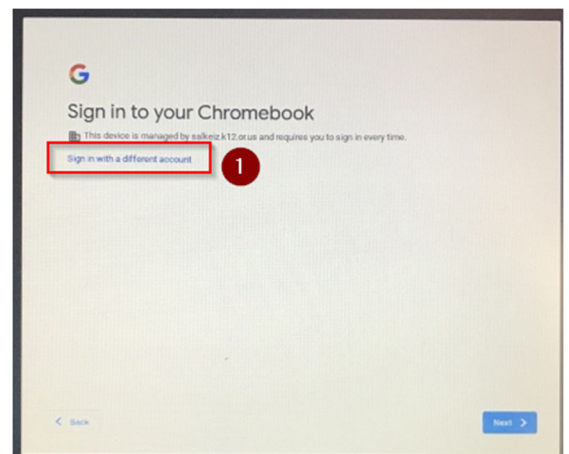 G
Sign in to your Chromebook
This device is managed by salkeiz.k12.or.us and requires you to sign in every time.
Sign in with a different account
1
Back
Next